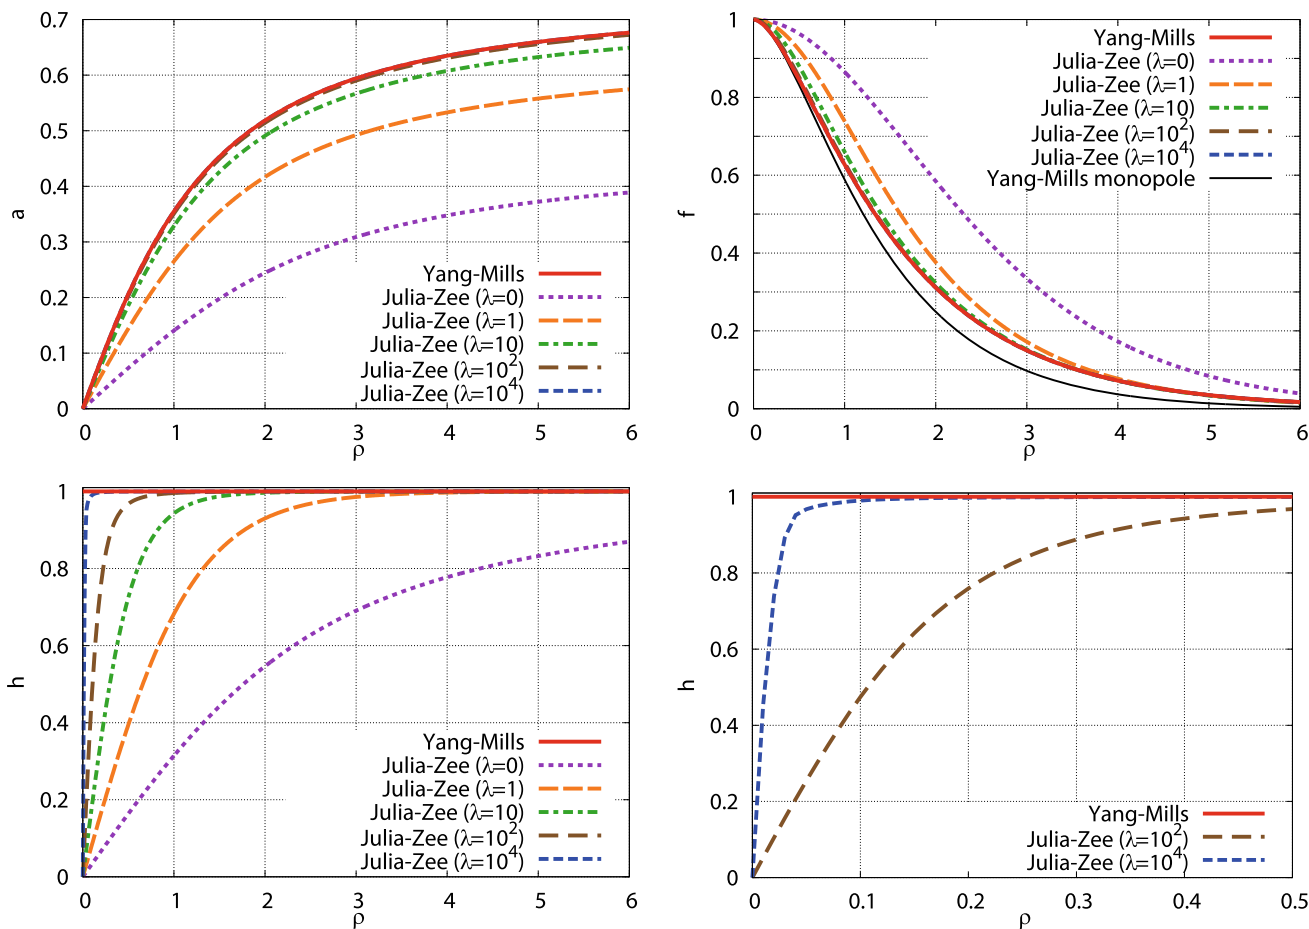 0.7
0.6
0.5
0.4
0.3
0.2
0.1
0
a
Yang-Mills
Julia-Zee (λ=0)
Julia-Zee (λ=1)
Julia-Zee (λ=10)
Julia-Zee (λ=10²)
Julia-Zee (λ=10⁴)
0 1 2 3 4 5 6
ρ
1
0.8
0.6
0.4
0.2
0
f
Yang-Mills
Julia-Zee (λ=0)
Julia-Zee (λ=1)
Julia-Zee (λ=10)
Julia-Zee (λ=10²)
Julia-Zee (λ=10⁴)
Yang-Mills monopole
0 1 2 3 4 5 6
ρ
1
0.8
0.6
0.4
0.2
0
h
Yang-Mills
Julia-Zee (λ=0)
Julia-Zee (λ=1)
Julia-Zee (λ=10)
Julia-Zee (λ=10²)
Julia-Zee (λ=10⁴)
0 1 2 3 4 5 6
ρ
1
0.8
0.6
0.4
0.2
0
h
Yang-Mills
Julia-Zee (λ=10²)
Julia-Zee (λ=10⁴)
0 0.1 0.2 0.3 0.4 0.5
ρ